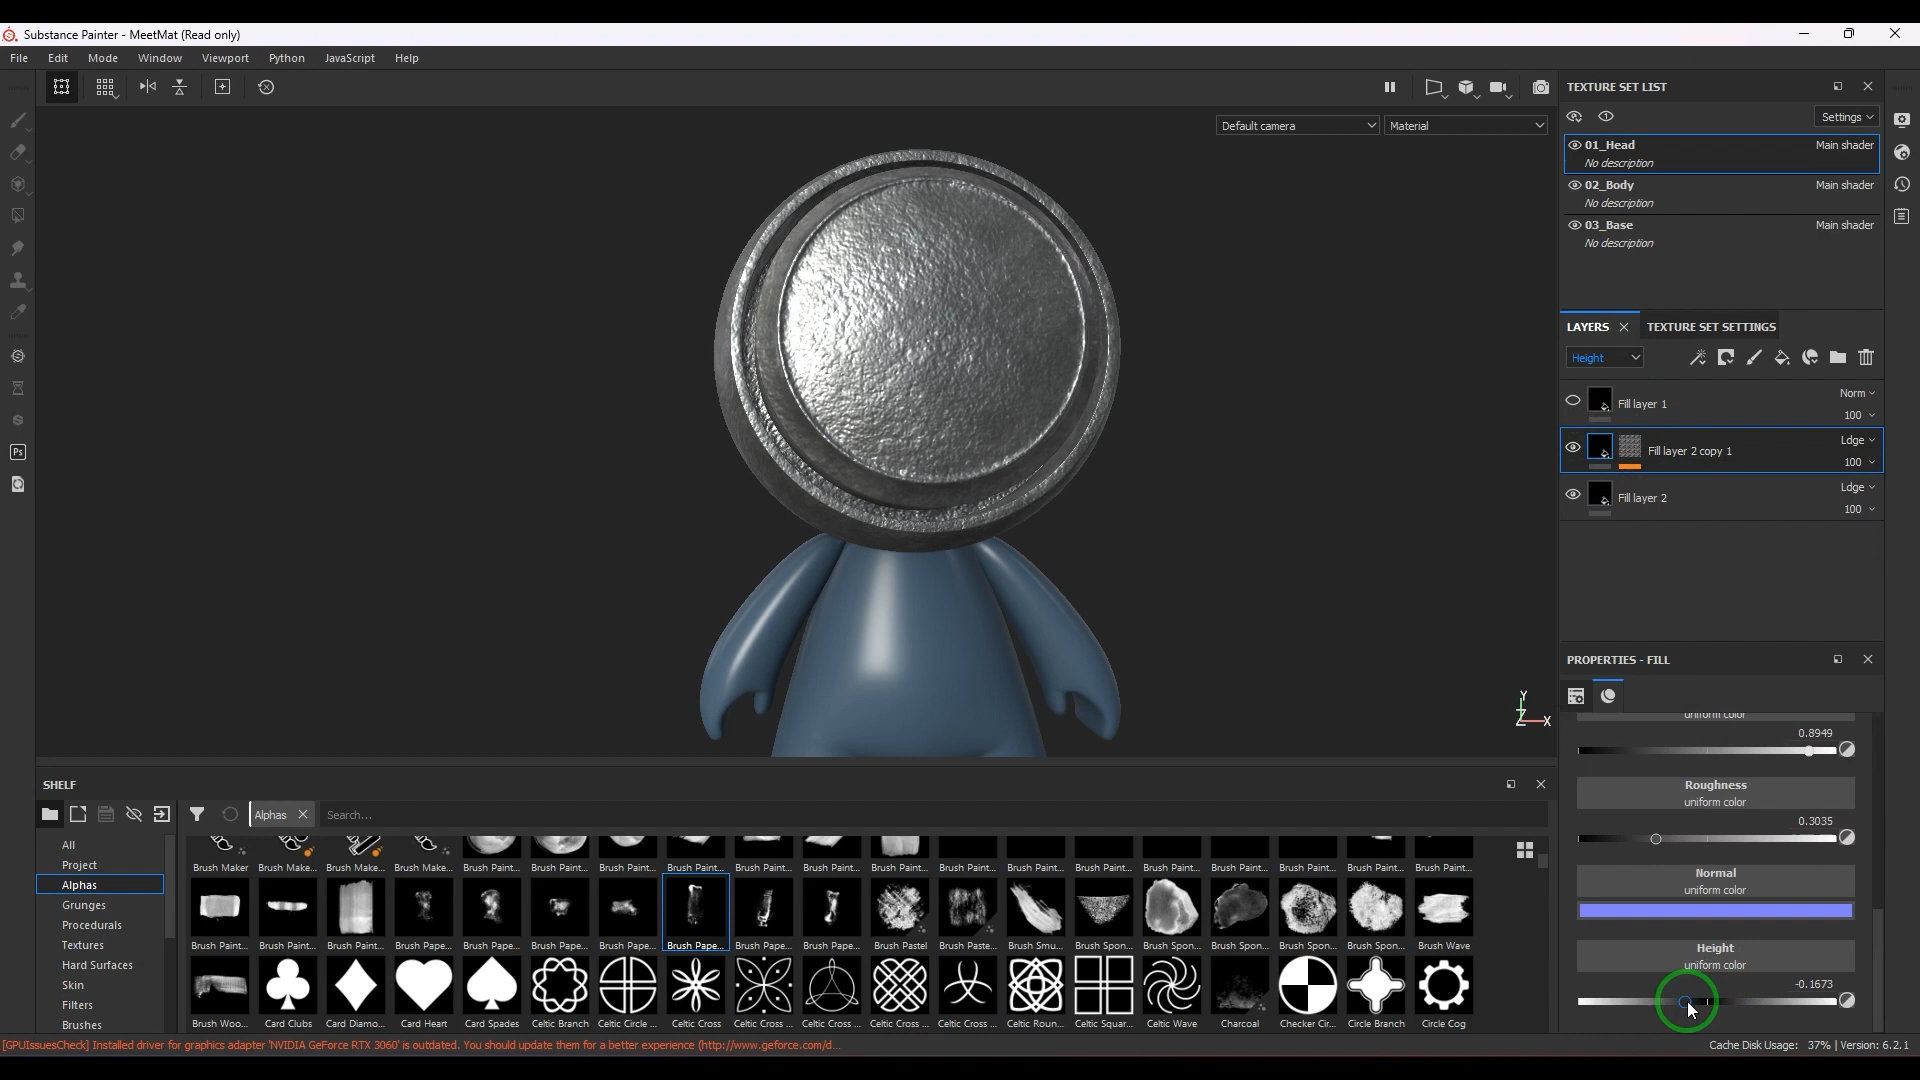 Substance Painter - MeetMat (Read only)
File Edit Mode Window Viewport Python JavaScript Help
TEXTURE SET LIST
Default camera Material
Settings
01_Head Main shader
No description
02_Body Main shader
No description
03_Base Main shader
No description
LAYERS TEXTURE SET SETTINGS
Height
Fill layer 1 Norm
100
Fill layer 2 copy 1 Ldge
100
Fill layer 2 Ldge
100
Ps
Y
Z X
PROPERTIES - FILL
uniform color
0.8949
Roughness
uniform color
0.3035
Normal
uniform color
Height
uniform color
-0.1673
SHELF
Alphas Search...
All
Project
Alphas
Grunges
Procedurals
Textures
Hard Surfaces
Skin
Filters
Brushes
Brush Maker Brush Make... Brush Make... Brush Make... Brush Paint... Brush Paint... Brush Paint... Brush Paint... Brush Paint... Brush Paint... Brush Paint... Brush Paint... Brush Paint... Brush Paint... Brush Paint... Brush Paint... Brush Paint... Brush Paint... Brush Paint...
Brush Paint... Brush Paint... Brush Paint... Brush Pape... Brush Pape... Brush Pape... Brush Pape... Brush Pape... Brush Pape... Brush Pape... Brush Pastel Brush Paste... Brush Smu... Brush Spon... Brush Spon... Brush Spon... Brush Spon... Brush Spon... Brush Wave
Brush Woo... Card Clubs Card Diamo... Card Heart Card Spades Celtic Branch Celtic Circle ... Celtic Cross Celtic Cross ... Celtic Cross ... Celtic Cross ... Celtic Cross ... Celtic Roun... Celtic Squar... Celtic Wave Charcoal Checker Cir... Circle Branch Circle Cog
[GPUIssuesCheck] Installed driver for graphics adapter 'NVIDIA GeForce RTX 3060' is outdated. You should update them for a better experience (http://www.geforce.com/d...
Cache Disk Usage: 37% | Version: 6.2.1